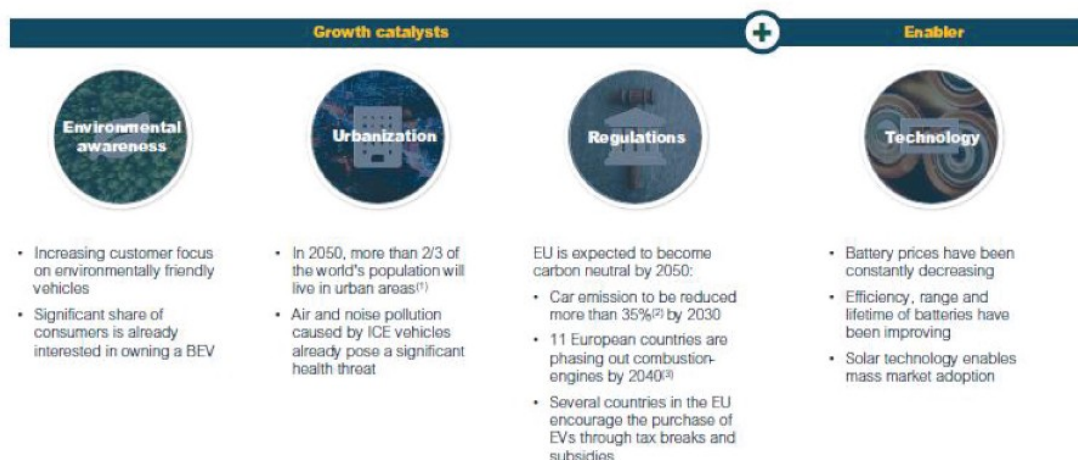 Growth catalysts
Enabler
Environmental
awareness
Urbanization
Regulations
Technology
• Increasing customer focus
on environmentally friendly
vehicles
• Significant share of
consumers is already
interested in owning a BEV
• In 2050, more than 2/3 of
the world's population will
live in urban areas(1)
• Air and noise pollution
caused by ICE vehicles
already pose a significant
health threat
EU is expected to become
carbon neutral by 2050:
• Car emission to be reduced
more than 35%(2) by 2030
• 11 European countries are
phasing out combustion-
engines by 2040(3)
• Several countries in the EU
encourage the purchase of
EVs through tax breaks and
subsidies
• Battery prices have been
constantly decreasing
• Efficiency, range and
lifetime of batteries have
been improving
• Solar technology enables
mass market adoption